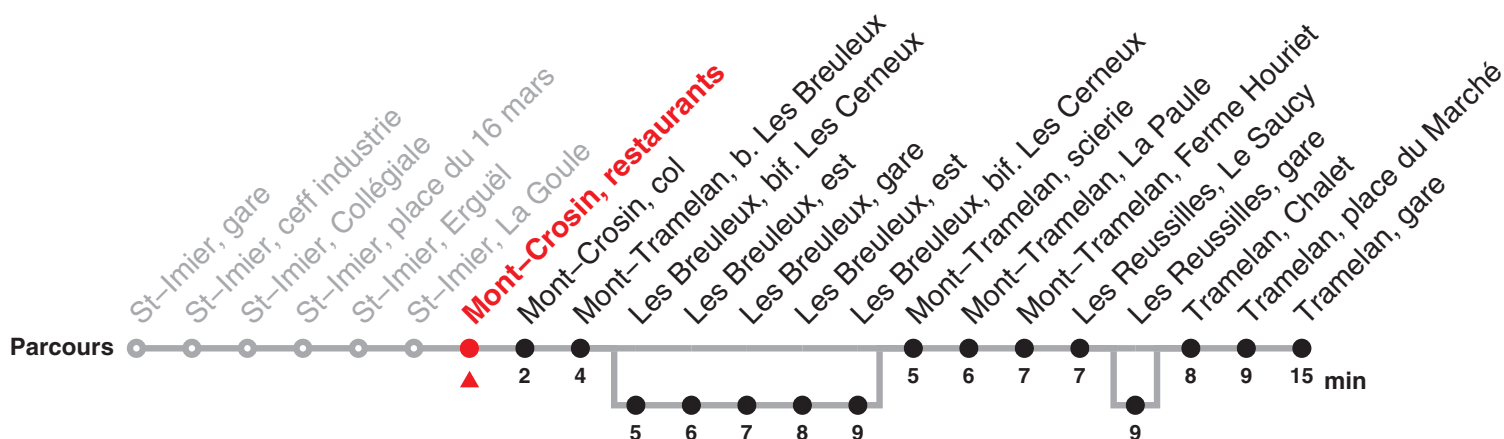 St–Imier, gare
St–Imier, ceff industrie
St–Imier, Collégiale
St–Imier, place du 16 mars
St–Imier, Erguël
St–Imier, La Goule
Mont–Crosin, restaurants
Mont–Crosin, col
Mont–Tramelan, b. Les Breuleux
Les Breuleux, bif. Les Cerneux
Les Breuleux, est
Les Breuleux, gare
Les Breuleux, est
Les Breuleux, bif. Les Cerneux
Mont–Tramelan, scierie
Mont–Tramelan, La Paule
Mont–Tramelan, Ferme Houriet
Les Reussilles, Le Saucy
Les Reussilles, gare
Tramelan, Chalet
Tramelan, place du Marché
Tramelan, gare
Parcours
2 4 5 6 7 7 8 9 15 min
5 6 7 8 9 9